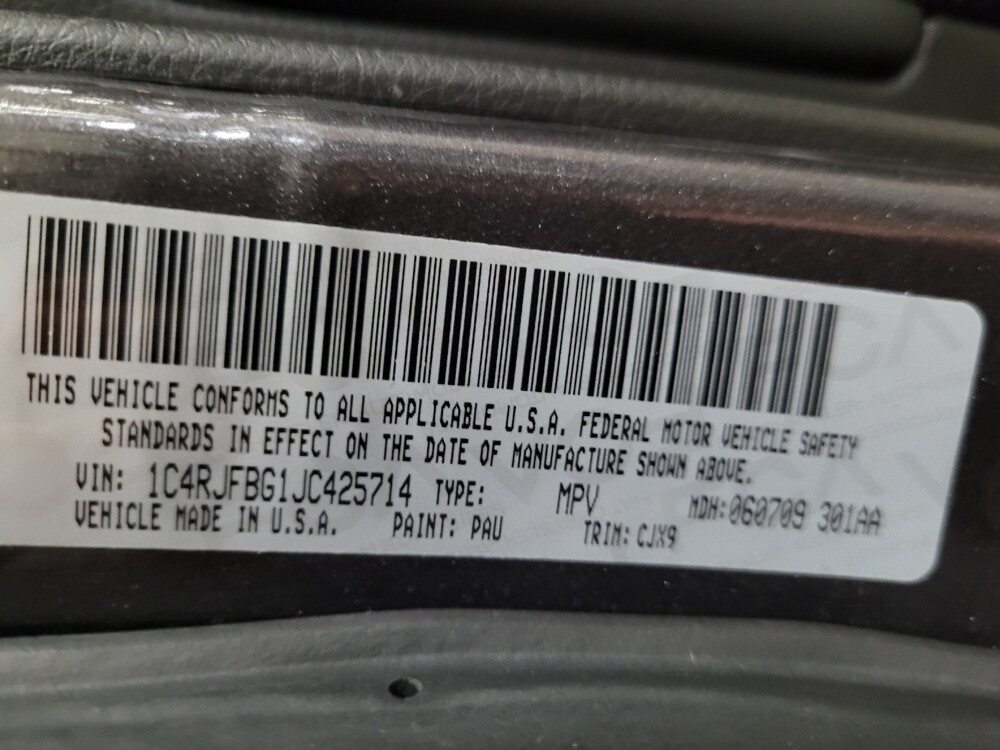 THIS VEHICLE CONFORMS TO ALL APPLICABLE U.S.A. FEDERAL MOTOR VEHICLE SAFETY
STANDARDS IN EFFECT ON THE DATE OF MANUFACTURE SHOWN ABOVE.
VIN: 1C4RJFBG1JC425714 TYPE: MPV MDH:060709 301AA
VEHICLE MADE IN U.S.A. PAINT: PAU TRIM: CJX9